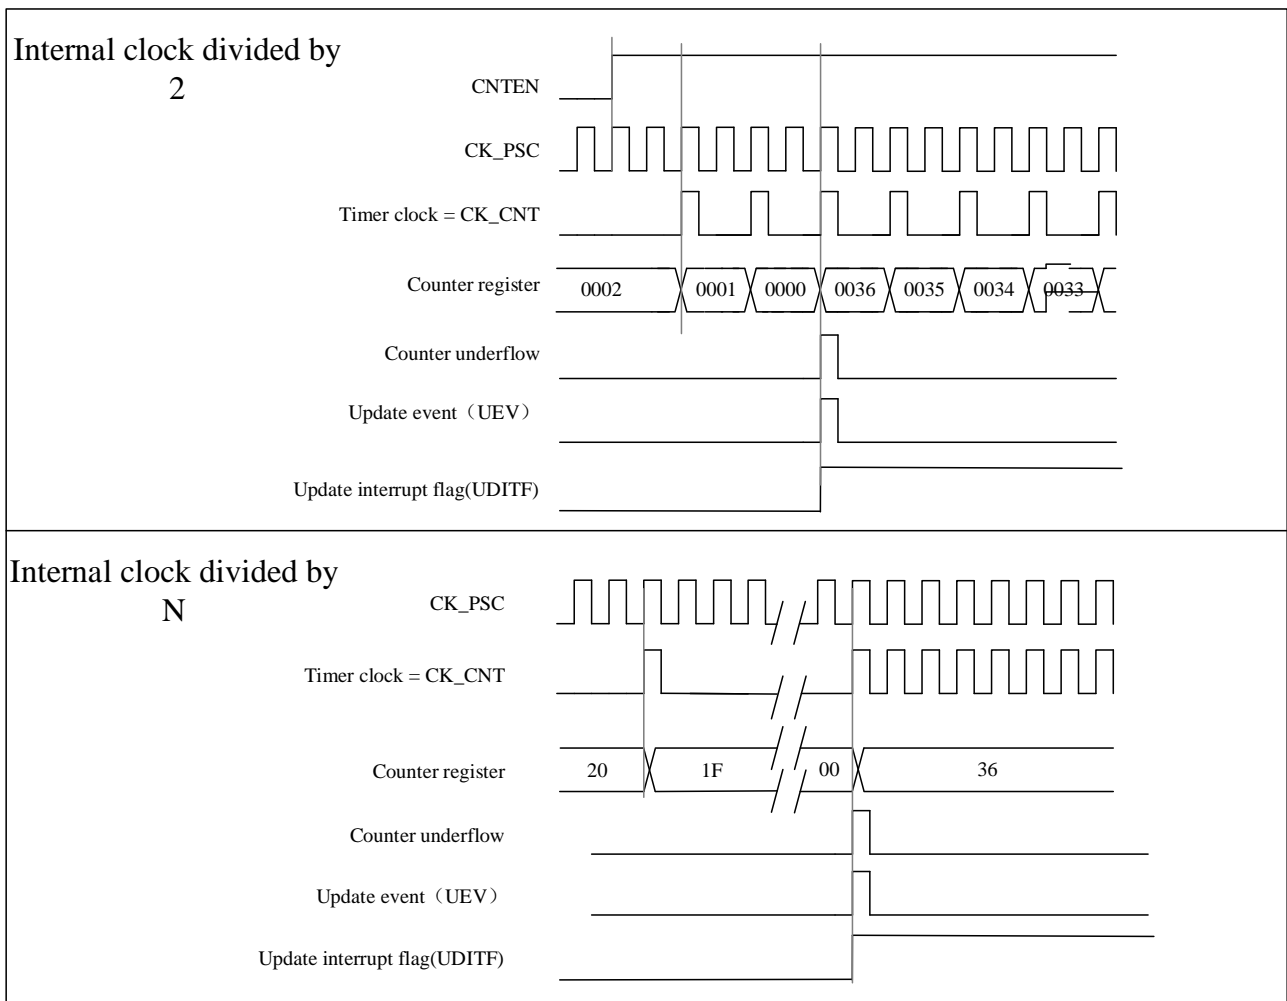 Internal clock divided by
2
CNTEN
CK_PSC
Timer clock = CK_CNT
Counter register
0002 0001 0000 0036 0035 0034 0033
Counter underflow
Update event（UEV）
Update interrupt flag(UDITF)
Internal clock divided by
N
CK_PSC
Timer clock = CK_CNT
Counter register
20 1F 00 36
Counter underflow
Update event（UEV）
Update interrupt flag(UDITF)